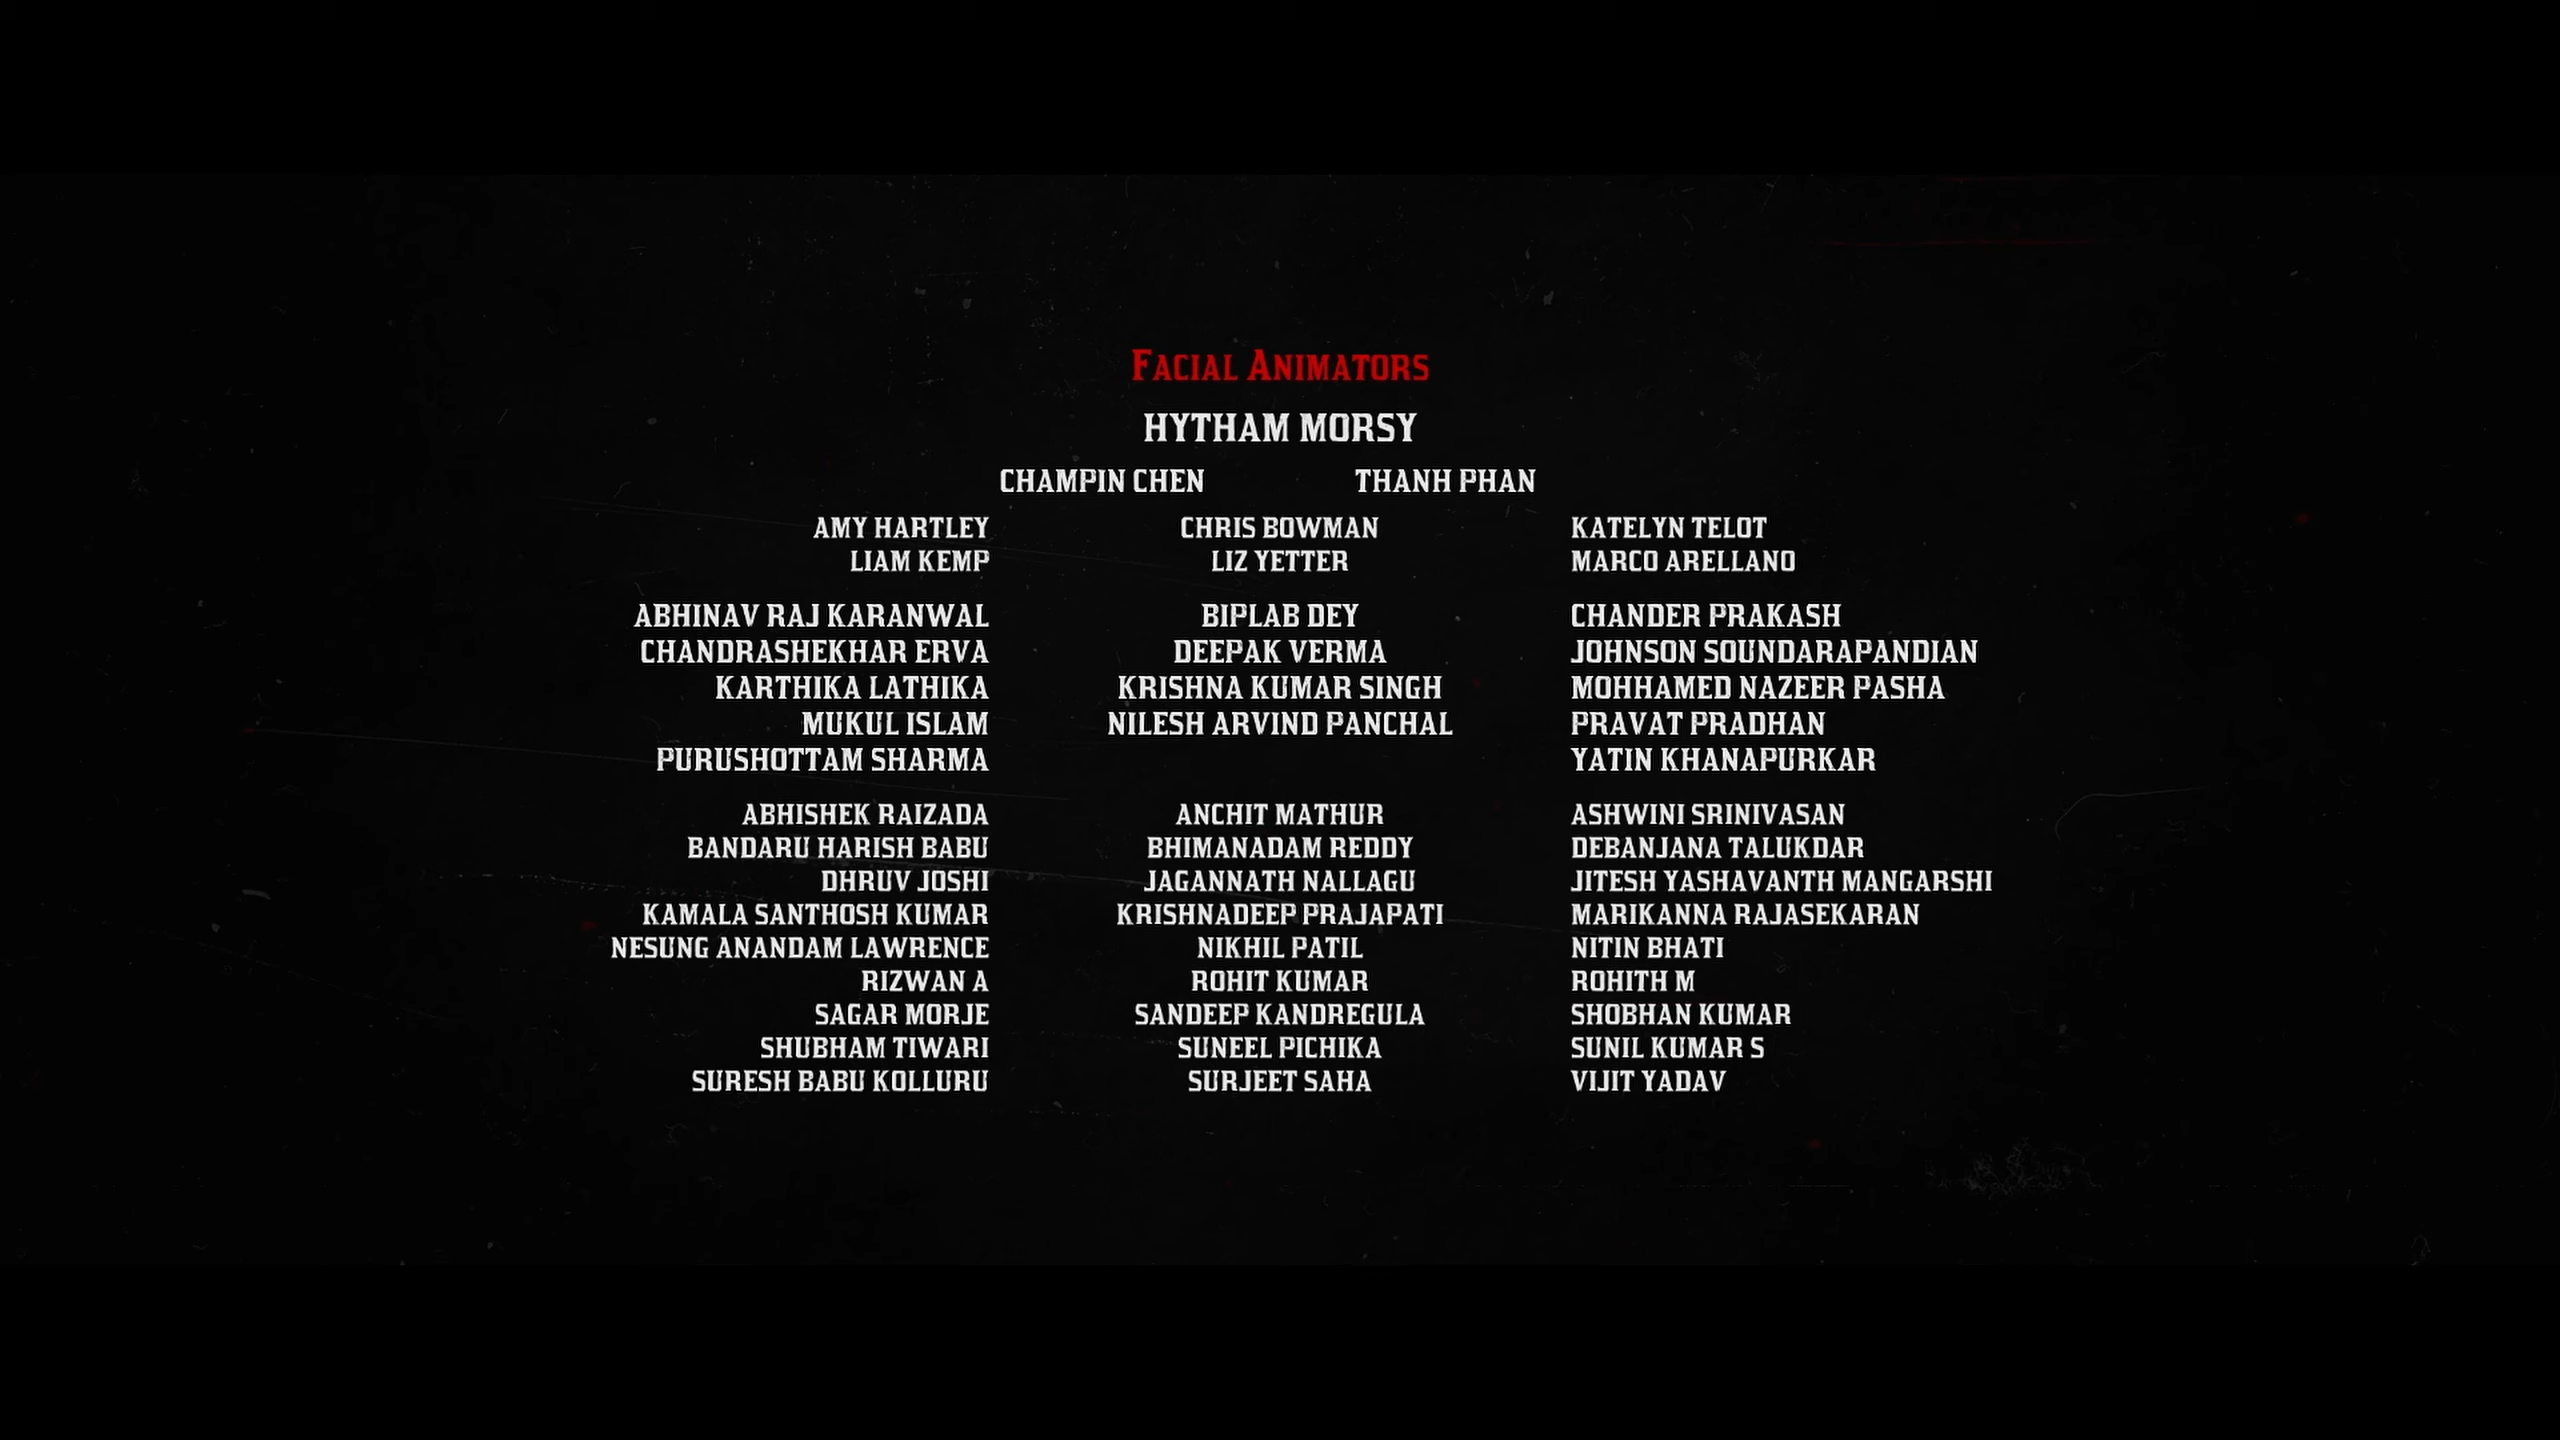 FACIAL ANIMATORS
HYTHAM MORSY
CHAMPIN CHEN THANH PHAN
AMY HARTLEY CHRIS BOWMAN KATELYN TELOT
LIAM KEMP LIZ YETTER MARCO ARELLANO
ABHINAV RAJ KARANWAL BIPLAB DEY CHANDER PRAKASH
CHANDRASHEKHAR ERVA DEEPAK VERMA JOHNSON SOUNDARAPANDIAN
KARTHIKA LATHIKA KRISHNA KUMAR SINGH MOHHAMED NAZEER PASHA
MUKUL ISLAM NILESH ARVIND PANCHAL PRAVAT PRADHAN
PURUSHOTTAM SHARMA YATIN KHANAPURKAR
ABHISHEK RAIZADA ANCHIT MATHUR ASHWINI SRINIVASAN
BANDARU HARISH BABU BHIMANADAM REDDY DEBANJANA TALUKDAR
DHRUV JOSHI JAGANNATH NALLAGU JITESH YASHAVANTH MANGARSHI
KAMALA SANTHOSH KUMAR KRISHNADEEP PRAJAPATI MARIKANNA RAJASEKARAN
NESUNG ANANDAM LAWRENCE NIKHIL PATIL NITIN BHATI
RIZWAN A ROHIT KUMAR ROHITH M
SAGAR MORJE SANDEEP KANDREGULA SHOBHAN KUMAR
SHUBHAM TIWARI SUNEEL PICHIKA SUNIL KUMAR S
SURESH BABU KOLLURU SURJEET SAHA VIJIT YADAV